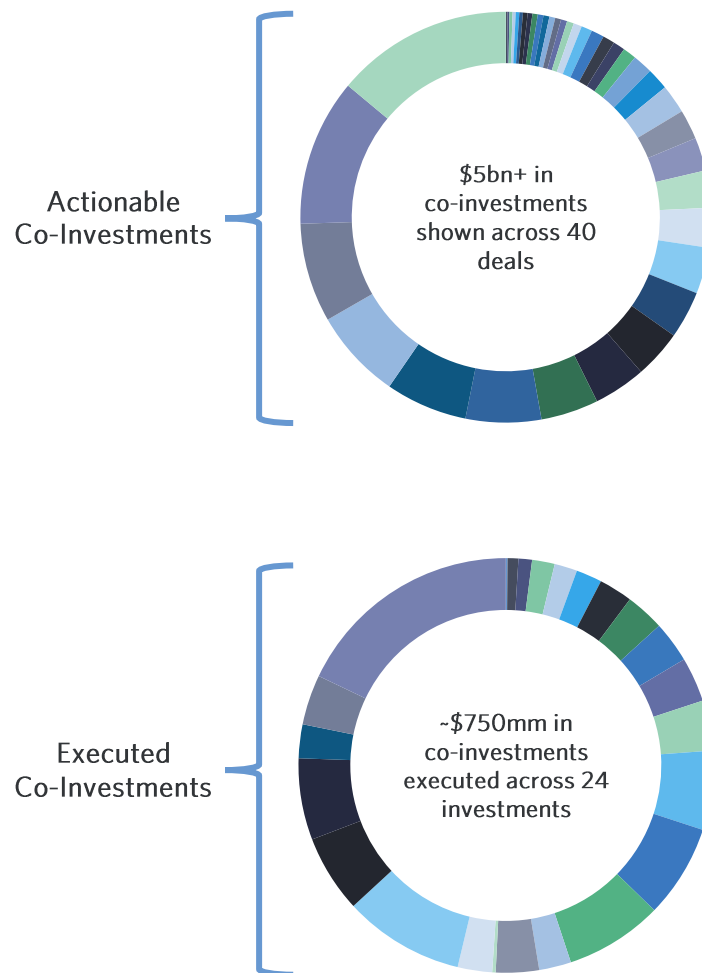 Actionable
Co-Investments
$5bn+ in
co-investments
shown across 40
deals
Executed
Co-Investments
~$750mm in
co-investments
executed across 24
investments